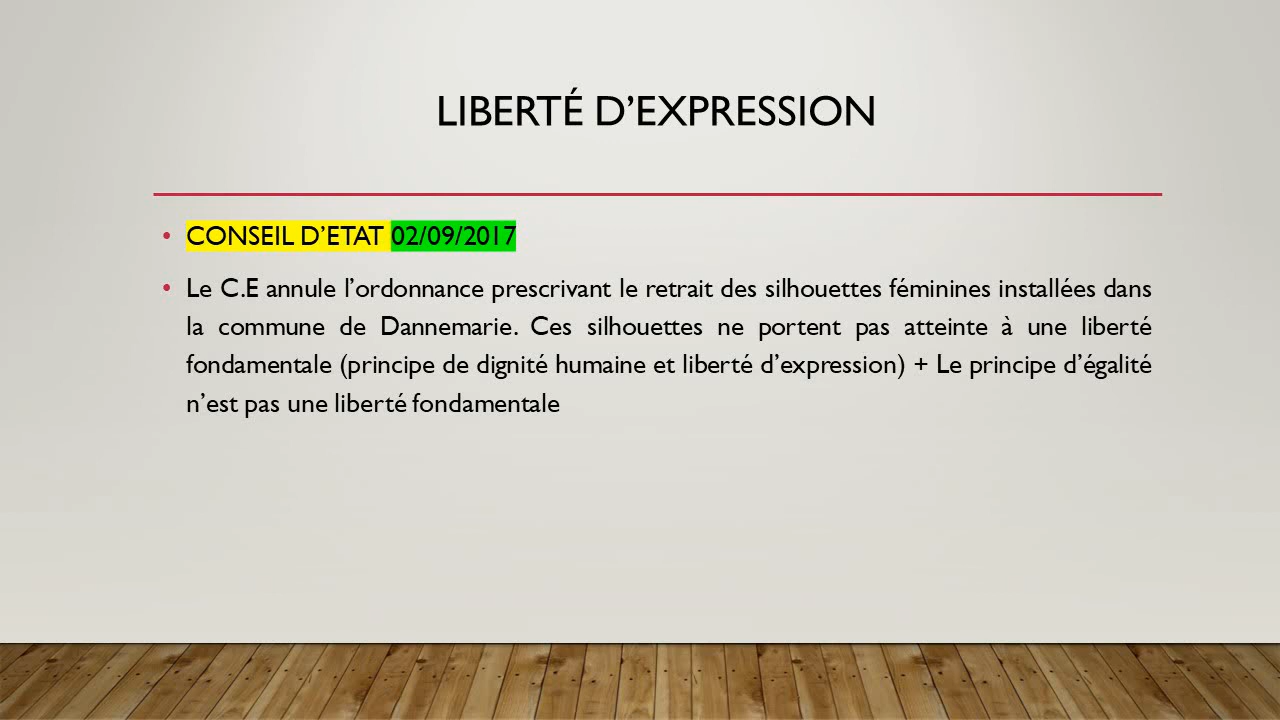 LIBERTÉ D’EXPRESSION
• CONSEIL D’ETAT 02/09/2017
• Le C.E annule l’ordonnance prescrivant le retrait des silhouettes féminines installées dans
la commune de Dannemarie. Ces silhouettes ne portent pas atteinte à une liberté
fondamentale (principe de dignité humaine et liberté d’expression) + Le principe d’égalité
n’est pas une liberté fondamentale